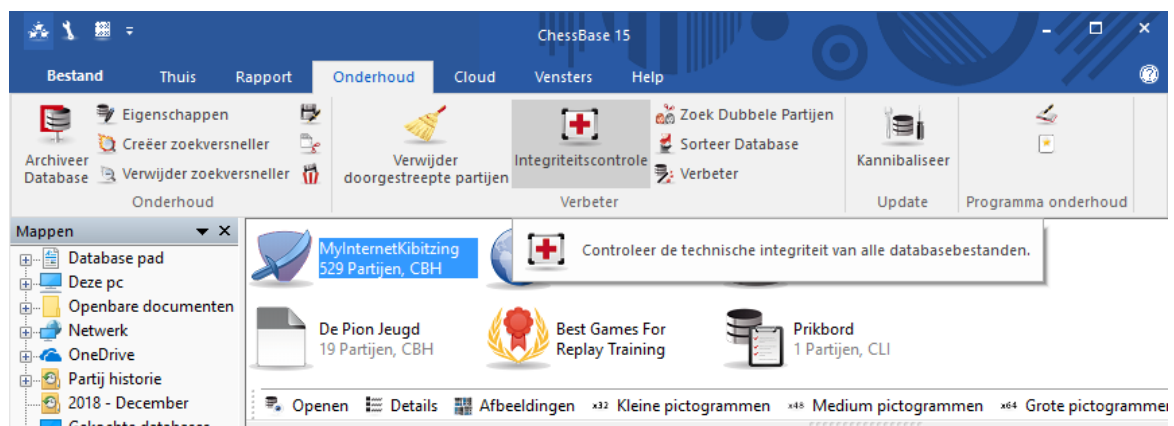 ChessBase 15
Bestand Thuis Rapport Onderhoud Cloud Vensters Help
Eigenschappen
Creëer zoekversneller
Verwijder zoekversneller
Archiveer
Database
Onderhoud
Verwijder
doorgestreepte partijen
Integriteitscontrole
Zoek Dubbele Partijen
Sorteer Database
Verbeter
Verbeter
Kannibaliseer
Update
Programma onderhoud
Mappen
Database pad
Deze pc
Openbare documenten
Netwerk
OneDrive
Partij historie
2018 - December
Gekochte databases
MyInternetKibitzing
529 Partijen, CBH
Controleer de technische integriteit van alle databasebestanden.
De Pion Jeugd
19 Partijen, CBH
Best Games For
Replay Training
Prikbord
1 Partijen, CLI
Openen Details Afbeeldingen x32 Kleine pictogrammen x48 Medium pictogrammen x64 Grote pictogrammen